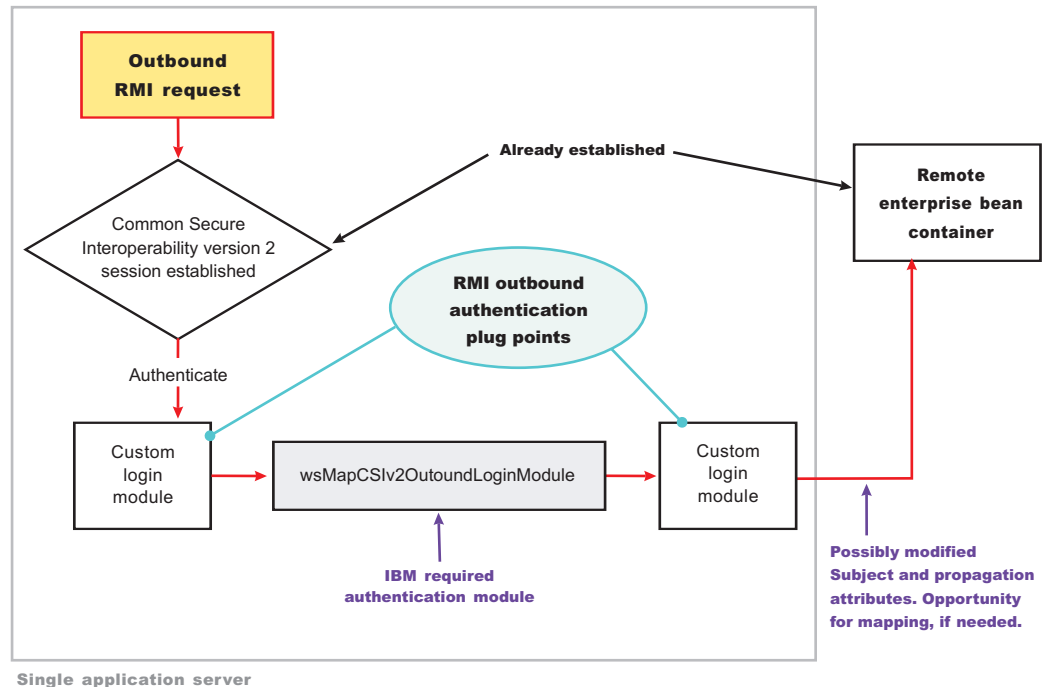 Outbound
RMI request
Already established
Remote
enterprise bean
container
Common Secure
Interoperability version 2
session established
RMI outbound
authentication
plug points
Authenticate
Custom
login
module
wsMapCSIv2OutoundLoginModule
Custom
login
module
IBM required
authentication module
Possibly modified
Subject and propagation
attributes. Opportunity
for mapping, if needed.
Single application server